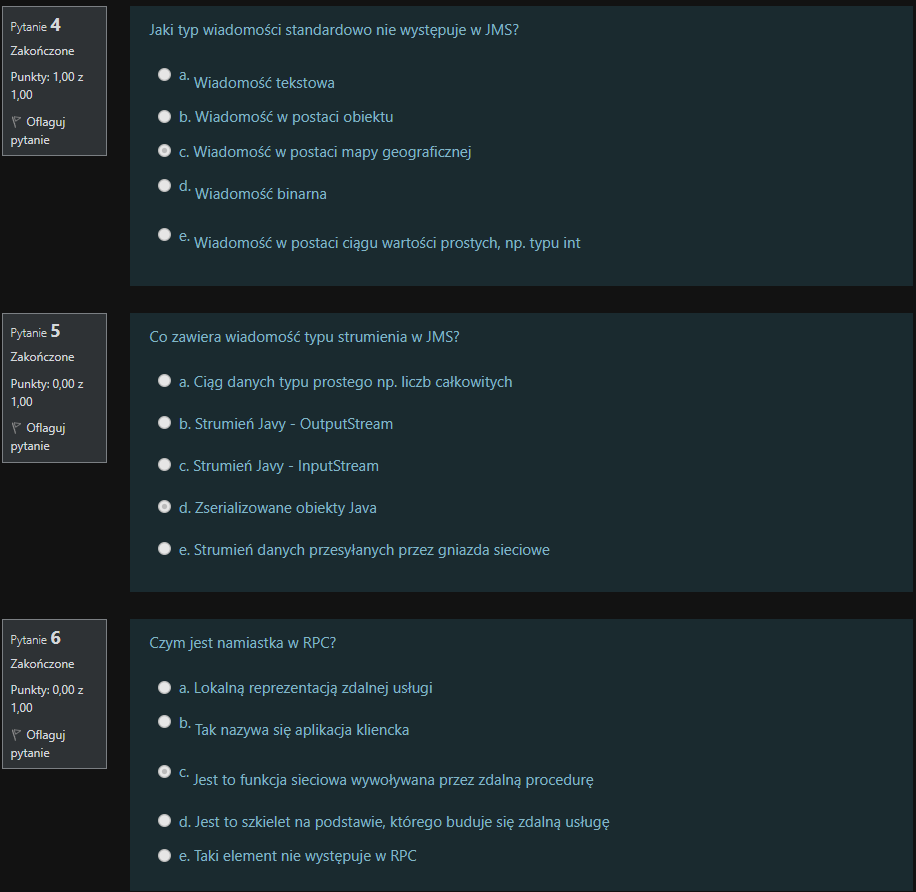 Pytanie 4
Zakończone
Punkty: 1,00 z
1,00
Oflaguj
pytanie
Jaki typ wiadomości standardowo nie występuje w JMS?
a. Wiadomość tekstowa
b. Wiadomość w postaci obiektu
c. Wiadomość w postaci mapy geograficznej
d. Wiadomość binarna
e. Wiadomość w postaci ciągu wartości prostych, np. typu int
Pytanie 5
Zakończone
Punkty: 0,00 z
1,00
Oflaguj
pytanie
Co zawiera wiadomość typu strumienia w JMS?
a. Ciąg danych typu prostego np. liczb całkowitych
b. Strumień Javy - OutputStream
c. Strumień Javy - InputStream
d. Zserializowane obiekty Java
e. Strumień danych przesyłanych przez gniazda sieciowe
Pytanie 6
Zakończone
Punkty: 0,00 z
1,00
Oflaguj
pytanie
Czym jest namiastka w RPC?
a. Lokalną reprezentacją zdalnej usługi
b. Tak nazywa się aplikacja kliencka
c. Jest to funkcja sieciowa wywoływana przez zdalną procedurę
d. Jest to szkielet na podstawie, którego buduje się zdalną usługę
e. Taki element nie występuje w RPC